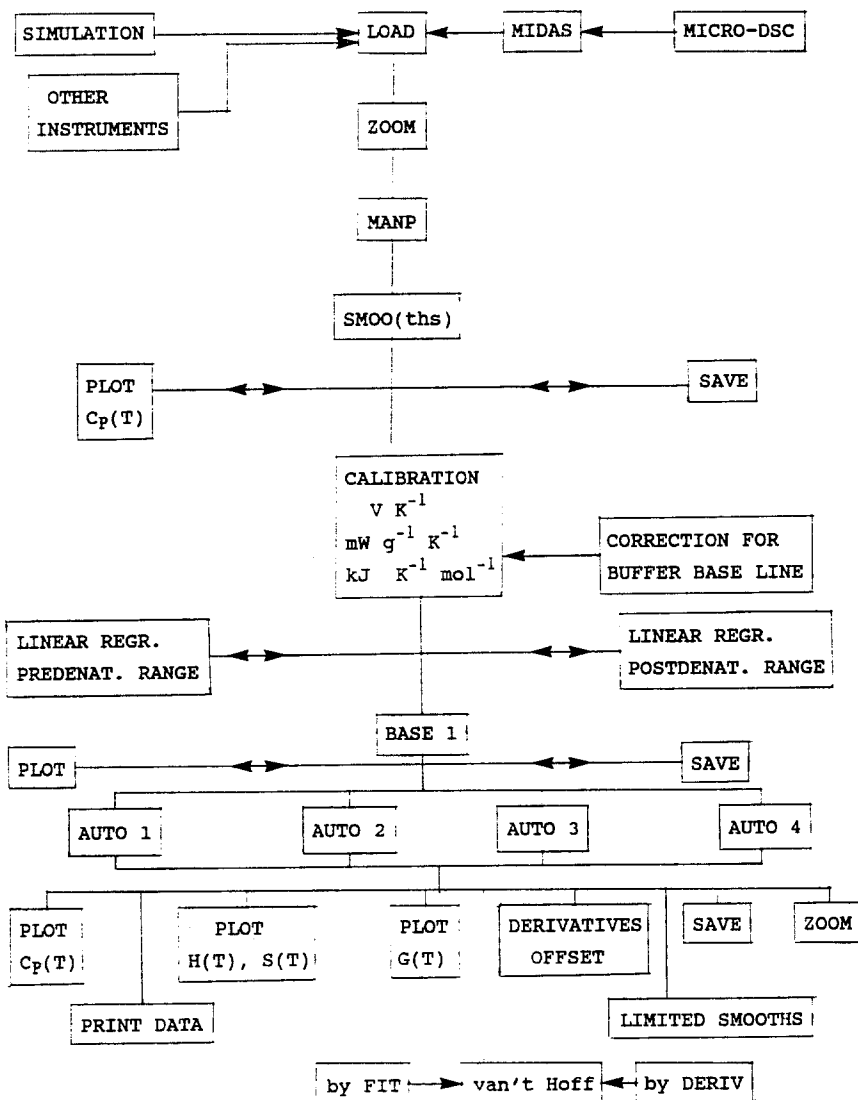 SIMULATION
LOAD
MIDAS
MICRO-DSC
OTHER
INSTRUMENTS
ZOOM
MANP
SMOO(ths)
PLOT
CP(T)
SAVE
CALIBRATION
V K⁻¹
mW g⁻¹ K⁻¹
kJ K⁻¹ mol⁻¹
CORRECTION FOR
BUFFER BASE LINE
LINEAR REGR.
PREDENAT. RANGE
LINEAR REGR.
POSTDENAT. RANGE
BASE 1
PLOT
SAVE
AUTO 1
AUTO 2
AUTO 3
AUTO 4
PLOT
CP(T)
PLOT
H(T), S(T)
PLOT
G(T)
DERIVATIVES
OFFSET
SAVE
ZOOM
PRINT DATA
LIMITED SMOOTHS
by FIT
van't Hoff
by DERIV